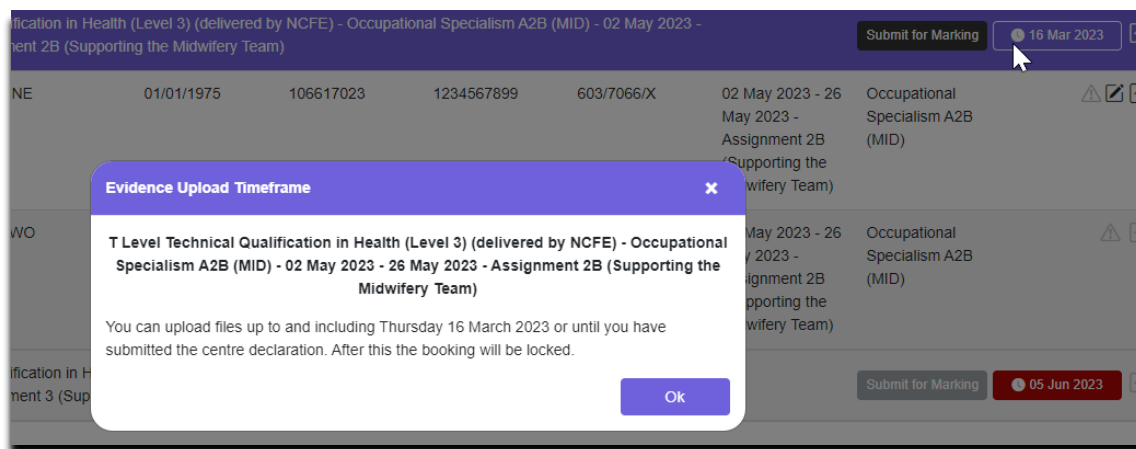 fication in Health (Level 3) (delivered by NCFE) - Occupational Specialism A2B (MID) - 02 May 2023 -
ent 2B (Supporting the Midwifery Team)
Submit for Marking
16 Mar 2023
NE
01/01/1975
106617023
1234567899
603/7066/X
02 May 2023 - 26
May 2023 -
Assignment 2B
(Supporting the
wifery Team)
Occupational
Specialism A2B
(MID)
Evidence Upload Timeframe
T Level Technical Qualification in Health (Level 3) (delivered by NCFE) - Occupational
Specialism A2B (MID) - 02 May 2023 - 26 May 2023 - Assignment 2B (Supporting the
Midwifery Team)
You can upload files up to and including Thursday 16 March 2023 or until you have
submitted the centre declaration. After this the booking will be locked.
Ok
WO
May 2023 - 26
2023 -
ignment 2B
pporting the
wifery Team)
Occupational
Specialism A2B
(MID)
fication in H
ment 3 (Sup
Submit for Marking
05 Jun 2023